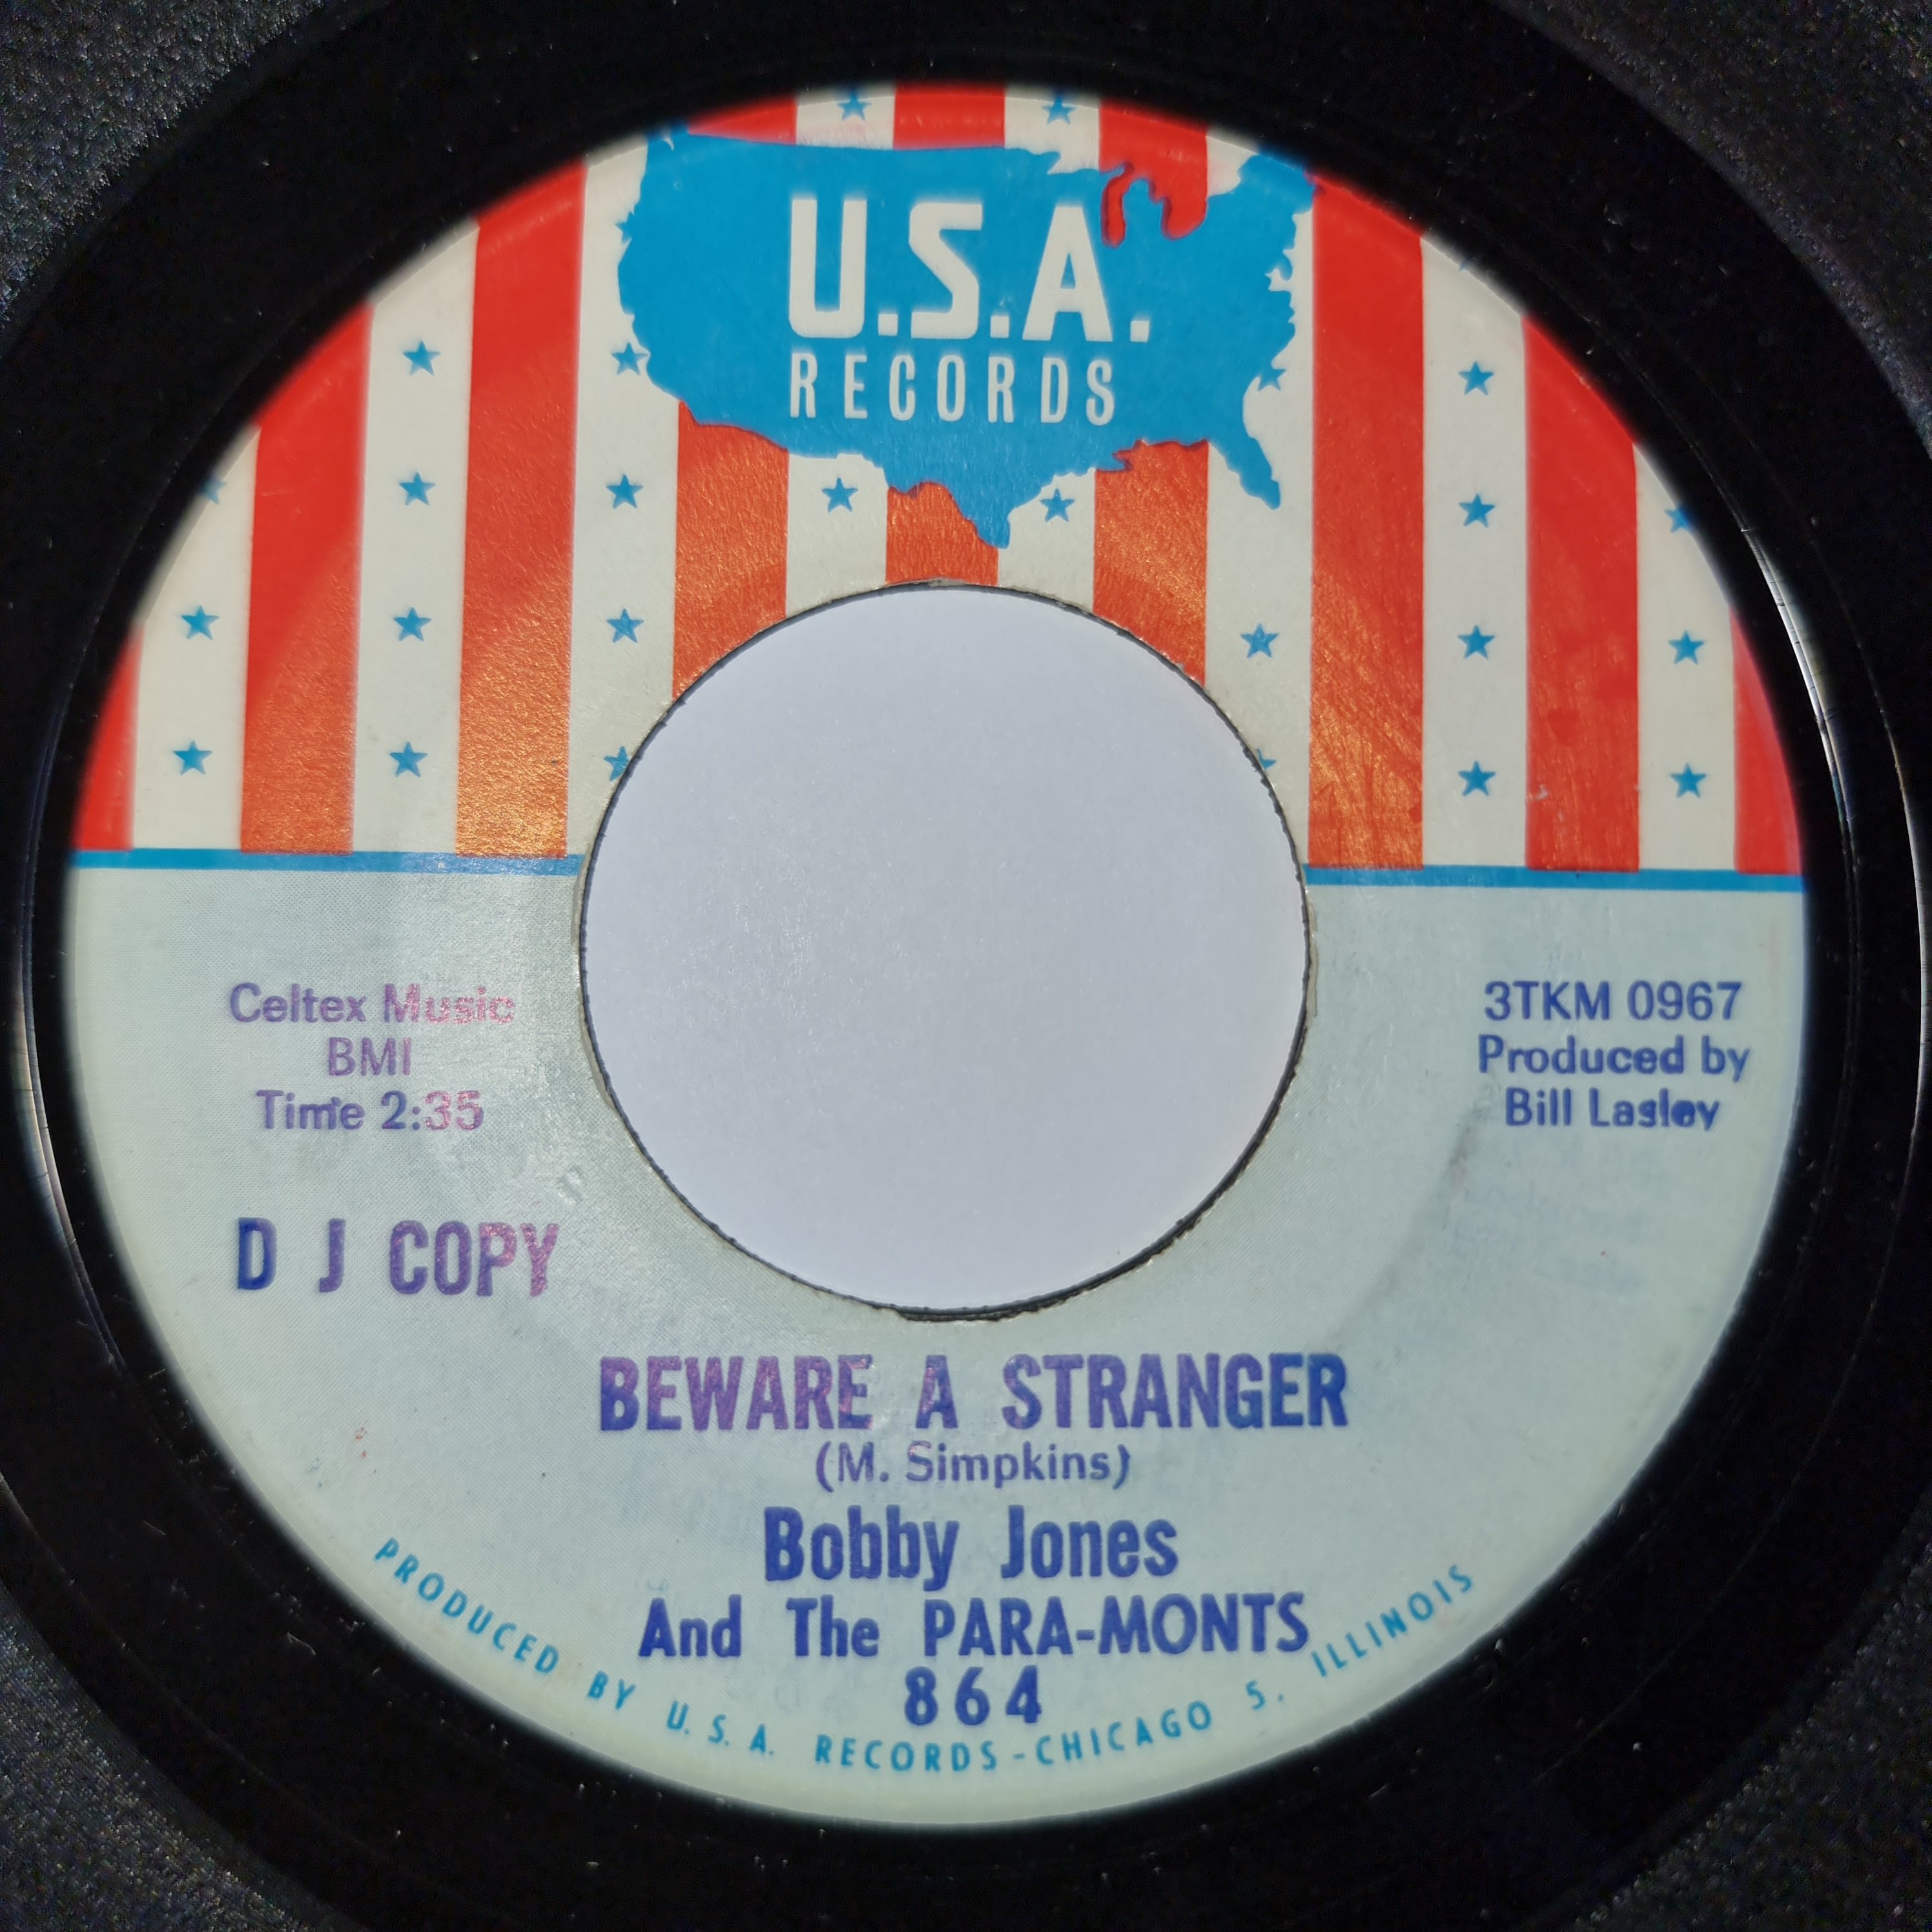 U.S.A.
RECORDS
Celtex Music
BMI
Time 2:35
3TKM 0967
Produced by
Bill Lasley
D J COPY
BEWARE A STRANGER
(M. Simpkins)
Bobby Jones
And The PARA-MONTS
864
PRODUCED BY U.S.A. RECORDS-CHICAGO 5, ILLINOIS